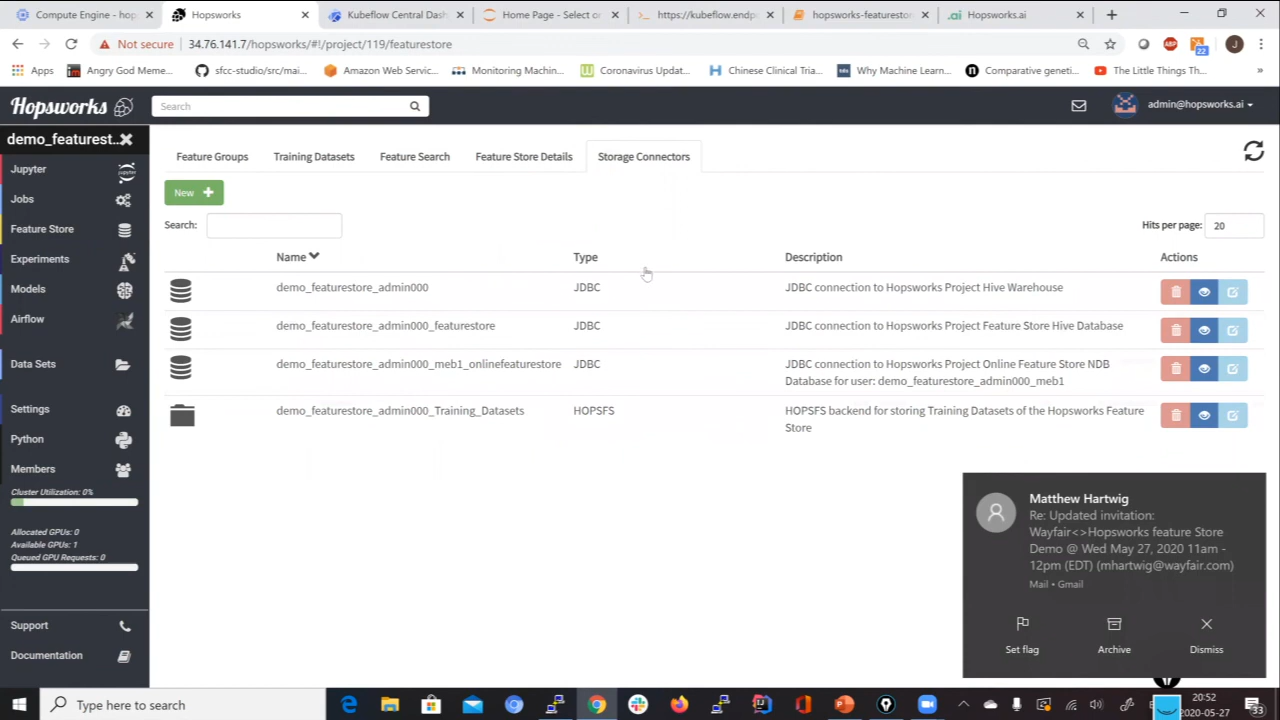 Compute Engine - hop
Hopsworks
Kubeflow Central Dash
Home Page - Select or
https://kubeflow.endp
hopsworks-featurestor
Hopsworks.ai
Not secure
34.76.141.7/hopsworks/#!/project/119/featurestore
ABP
22
J
Apps
Angry God Meme...
sfcc-studio/src/mai...
Amazon Web Servic...
Monitoring Machin...
Coronavirus Updat...
Chinese Clinical Tria...
Why Machine Learn...
Comparative geneti...
The Little Things Th...
»
Hopsworks
Search
admin@hopsworks.ai
demo_featurest..
Jupyter
Jobs
Feature Store
Experiments
Models
Airflow
Data Sets
Settings
Python
Members
Cluster Utilization: 0%
Allocated GPUs: 0
Available GPUs: 1
Queued GPU Requests: 0
Support
Documentation
Feature Groups
Training Datasets
Feature Search
Feature Store Details
Storage Connectors
New
Search:
Hits per page: 20
Name
Type
Description
Actions
demo_featurestore_admin000
JDBC
JDBC connection to Hopsworks Project Hive Warehouse
demo_featurestore_admin000_featurestore
JDBC
JDBC connection to Hopsworks Project Feature Store Hive Database
demo_featurestore_admin000_meb1_onlinefeaturestore
JDBC
JDBC connection to Hopsworks Project Online Feature Store NDB
Database for user: demo_featurestore_admin000_meb1
demo_featurestore_admin000_Training_Datasets
HOPSFS
HOPSFS backend for storing Training Datasets of the Hopsworks Feature
Store
Matthew Hartwig
Re: Updated invitation:
Wayfair<>Hopsworks feature Store
Demo @ Wed May 27, 2020 11am -
12pm (EDT) (mhartwig@wayfair.com)
Mail • Gmail
Set flag
Archive
Dismiss
Type here to search
20:52
2020-05-27
33